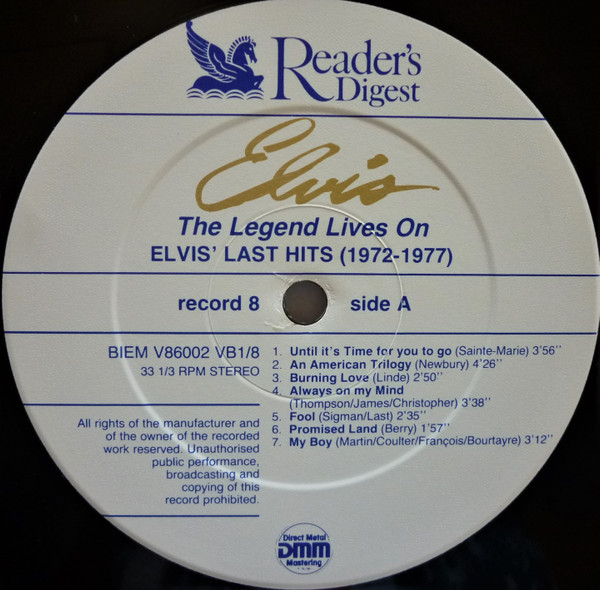 Reader's
Digest
Elvis
The Legend Lives On
ELVIS' LAST HITS (1972-1977)
record 8 side A
BIEM V86002 VB1/8
33 1/3 RPM STEREO
1. Until it's Time for you to go (Sainte-Marie) 3'56''
2. An American Trilogy (Newbury) 4'26''
3. Burning Love (Linde) 2'50''
4. Always on my Mind
(Thompson/James/Christopher) 3'38''
5. Fool (Sigman/Last) 2'35''
6. Promised Land (Berry) 1'57''
7. My Boy (Martin/Coulter/François/Bourtayre) 3'12''
All rights of the manufacturer and
of the owner of the recorded
work reserved. Unauthorised
public performance,
broadcasting and
copying of this
record prohibited.
Direct Metal
DMM
Mastering